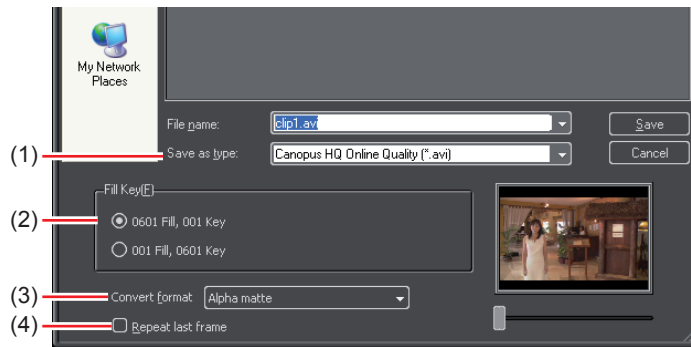 My Network
Places
File name:
clip1.avi
Save
(1)
Save as type:
Canopus HQ Online Quality (*.avi)
Cancel
Fill Key(F)
(2)
0601 Fill, 001 Key
001 Fill, 0601 Key
(3)
Convert format
Alpha matte
(4)
Repeat last frame